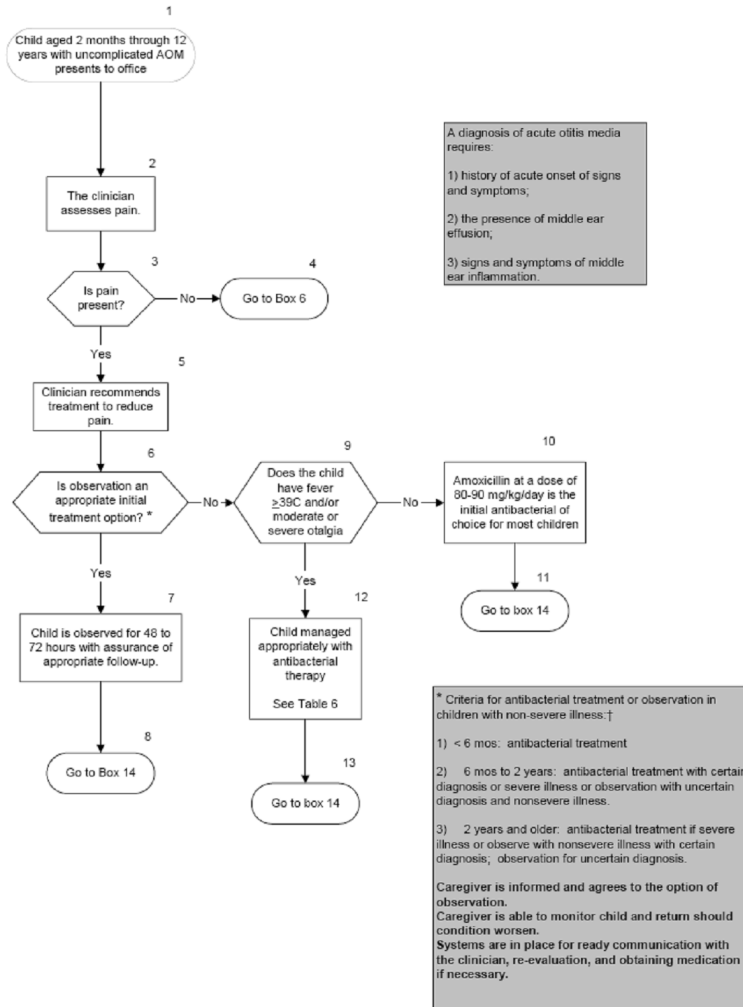 1
Child aged 2 months through 12
years with uncomplicated AOM
presents to office
A diagnosis of acute otitis media
requires:
1) history of acute onset of signs
and symptoms;
2) the presence of middle ear
effusion;
3) signs and symptoms of middle
ear inflammation.
2
The clinician
assesses pain.
3
Is pain
present?
No
4
Go to Box 6
Yes
5
Clinician recommends
treatment to reduce
pain.
6
Is observation an
appropriate initial
treatment option? *
No
9
Does the child
have fever
≥39C and/or
moderate or
severe otalgia
No
10
Amoxicillin at a dose of
80-90 mg/kg/day is the
initial antibacterial of
choice for most children
11
Go to box 14
Yes
7
Child is observed for 48 to
72 hours with assurance of
appropriate follow-up.
8
Go to Box 14
Yes
12
Child managed
appropriately with
antibacterial
therapy
See Table 6
13
Go to box 14
* Criteria for antibacterial treatment or observation in
children with non-severe illness:†
1) < 6 mos: antibacterial treatment
2) 6 mos to 2 years: antibacterial treatment with certain
diagnosis or severe illness or observation with uncertain
diagnosis and nonsevere illness.
3) 2 years and older: antibacterial treatment if severe
illness or observe with nonsevere illness with certain
diagnosis; observation for uncertain diagnosis.
Caregiver is informed and agrees to the option of
observation.
Caregiver is able to monitor child and return should
condition worsen.
Systems are in place for ready communication with
the clinician, re-evaluation, and obtaining medication
if necessary.